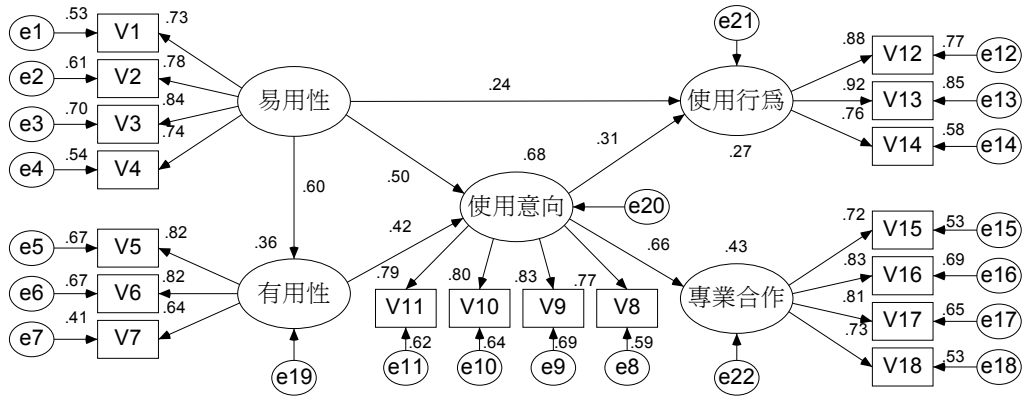 e1 .53 V1 .73
e2 .61 V2 .78
e3 .70 V3 .84
e4 .54 V4 .74
易用性
.24
e21
使用行為
.27
.88 V12 .77 e12
.92 V13 .85 e13
.76 V14 .58 e14
.60
.50
.68
.31
使用意向
e20
.42
.66
e5 .67 V5 .82
e6 .67 V6 .82
e7 .41 V7 .64
.36
有用性
e19
.79 .80 .83 .77
V11 V10 V9 V8
.62 .64 .69 .59
e11 e10 e9 e8
.43
專業合作
e22
.72 V15 .53 e15
.83 V16 .69 e16
.81 V17 .65 e17
.73 V18 .53 e18